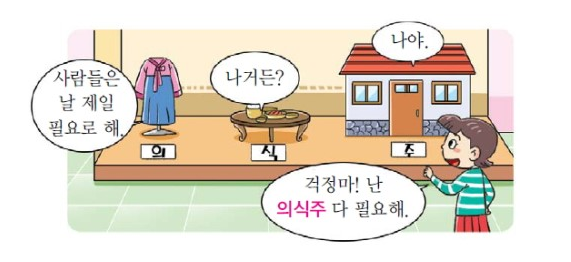 사람들은
날 제일
필요로 해.
나거든?
나야.
의
식
주
걱정마! 난
의식주 다 필요해.